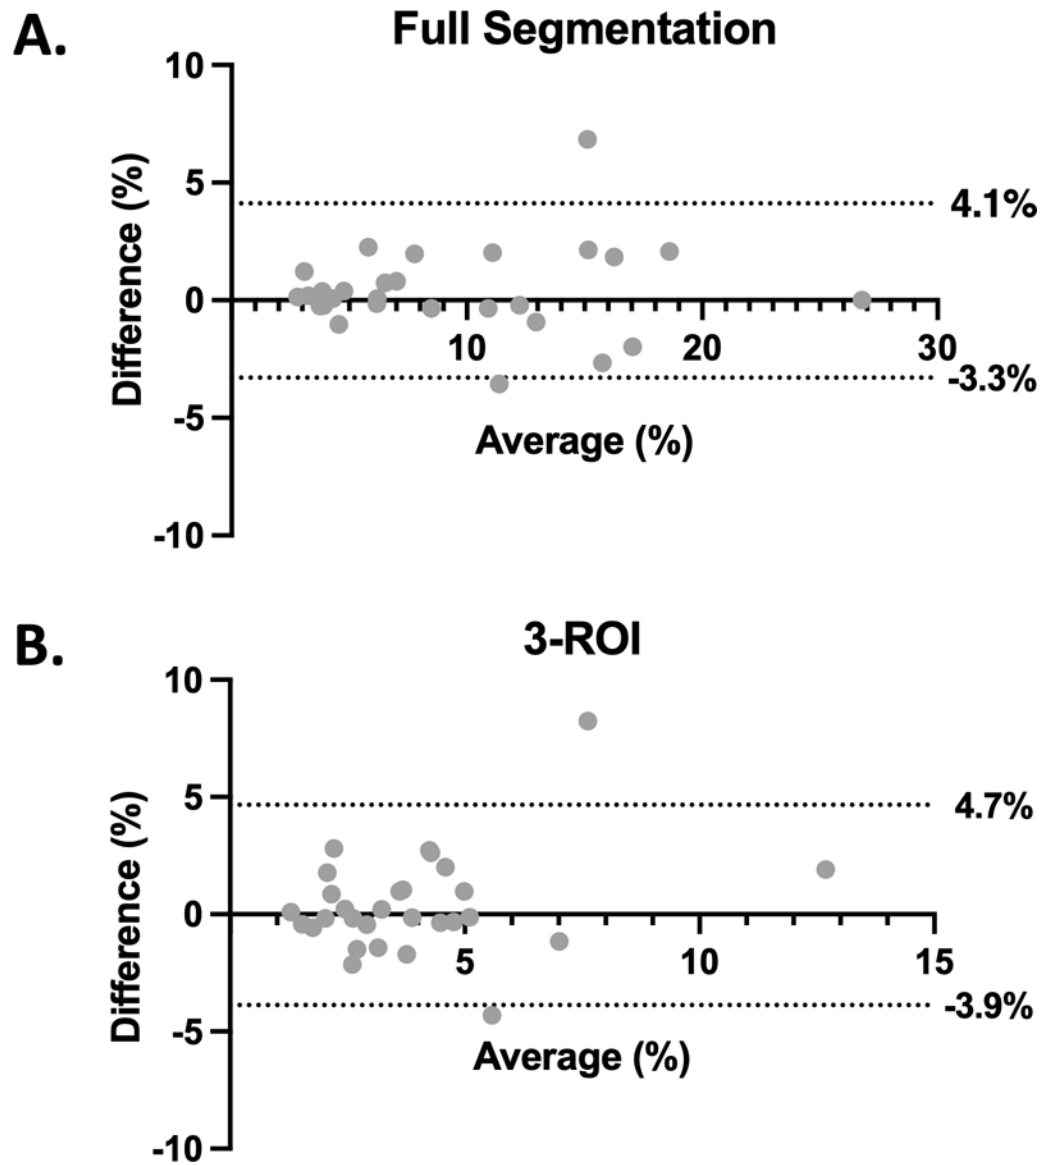 A.
Full Segmentation
10
5
4.1%
0
10
20
30
-3.3%
-5
-10
Difference (%)
Average (%)
B.
3-ROI
10
5
4.7%
0
5
10
15
-3.9%
-5
-10
Difference (%)
Average (%)